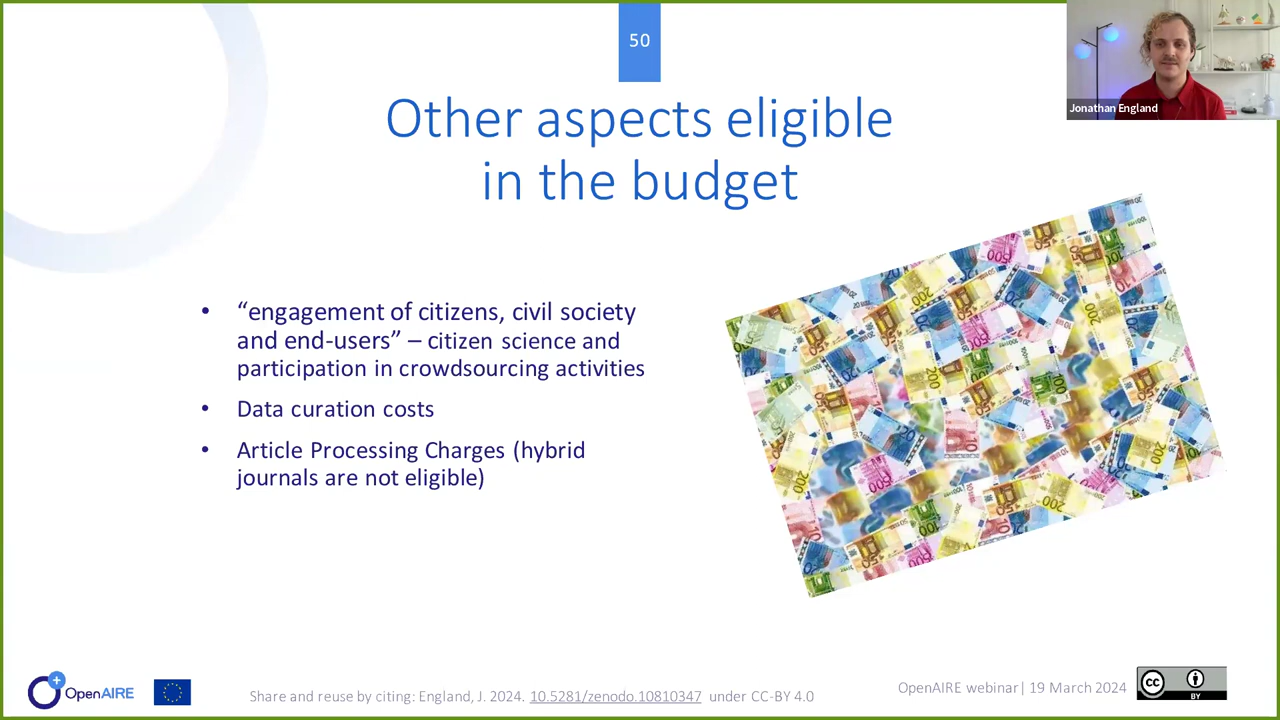 50
Jonathan England
Other aspects eligible
in the budget
• “engagement of citizens, civil society
and end-users” – citizen science and
participation in crowdsourcing activities
• Data curation costs
• Article Processing Charges (hybrid
journals are not eligible)
OpenAIRE
Share and reuse by citing: England, J. 2024. 10.5281/zenodo.10810347 under CC-BY 4.0
OpenAIRE webinar| 19 March 2024
cc
BY